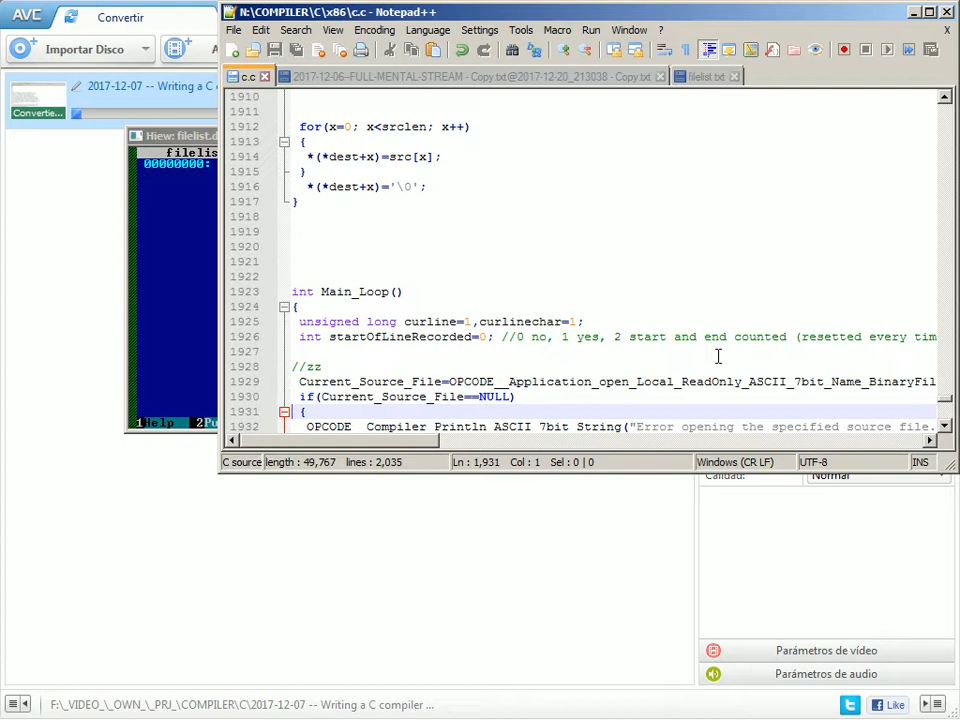 AVC
Convertir
Importar Disco
2017-12-07 -- Writing a C
Convertie...
Hiew: filelist.d
filelis
00000000:
1Help 2Pu
N:\COMPILER\C\x86\c.c - Notepad++
File Edit Search View Encoding Language Settings Tools Macro Run Window ?
X
c.c
2017-12-06--FULL-MENTAL-STREAM - Copy.txt@2017-12-20_213038 - Copy.txt
filelist.txt
1910
1911
1912 for(x=0; x<srclen; x++)
1913 {
1914 *(*dest+x)=src[x];
1915 }
1916 *(*dest+x)='\0';
1917 }
1918
1919
1920
1921
1922
1923 int Main_Loop()
1924 {
1925 unsigned long curline=1,curlinechar=1;
1926 int startOfLineRecorded=0; //0 no, 1 yes, 2 start and end counted (resetted every tim
1927
1928 //zz
1929 Current_Source_File=OPCODE__Application_open_Local_ReadOnly_ASCII_7bit_Name_BinaryFil
1930 if(Current_Source_File==NULL)
1931 {
1932 OPCODE__Compiler_Println_ASCII_7bit_String("Error opening the specified source file.
C source length : 49,767 lines : 2,035 Ln : 1,931 Col : 1 Sel : 0 | 0 Windows (CR LF) UTF-8 INS
Calidad: Normal
Parámetros de vídeo
Parámetros de audio
F:\_VIDEO_\_OWN_\_PRJ_\COMPILER\C\2017-12-07 -- Writing a C compiler ...
Like